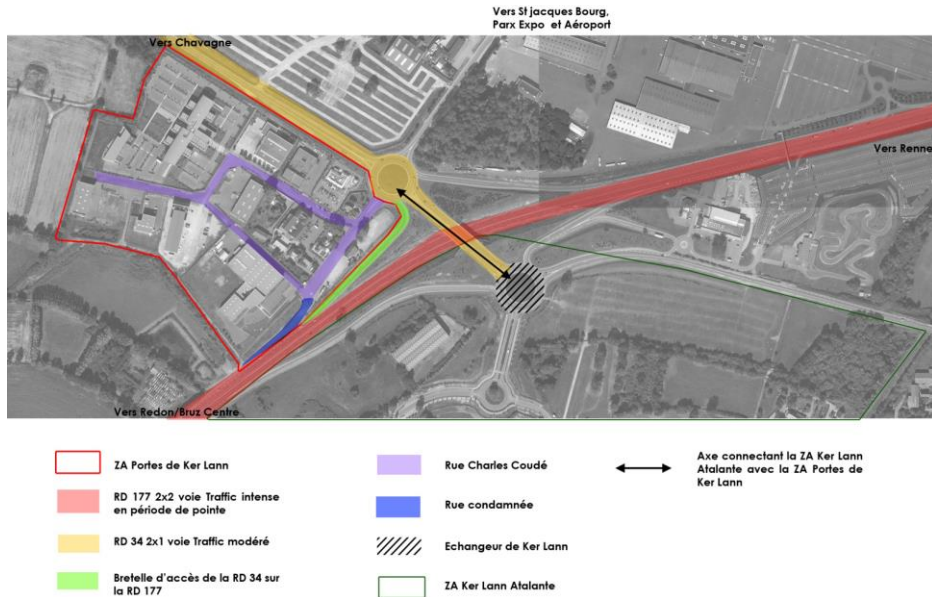 Vers St jacques Bourg,
Parx Expo et Aéroport
Vers Chavagne
Vers Renne
Vers Redon/Bruz Centre
ZA Portes de Ker Lann
RD 177 2x2 voie Traffic intense
en période de pointe
RD 34 2x1 voie Traffic modéré
Bretelle d'accès de la RD 34 sur
la RD 177
Rue Charles Coudé
Rue condamnée
Echangeur de Ker Lann
ZA Ker Lann Atalante
Axe connectant la ZA Ker Lann
Atalante avec la ZA Portes de
Ker Lann